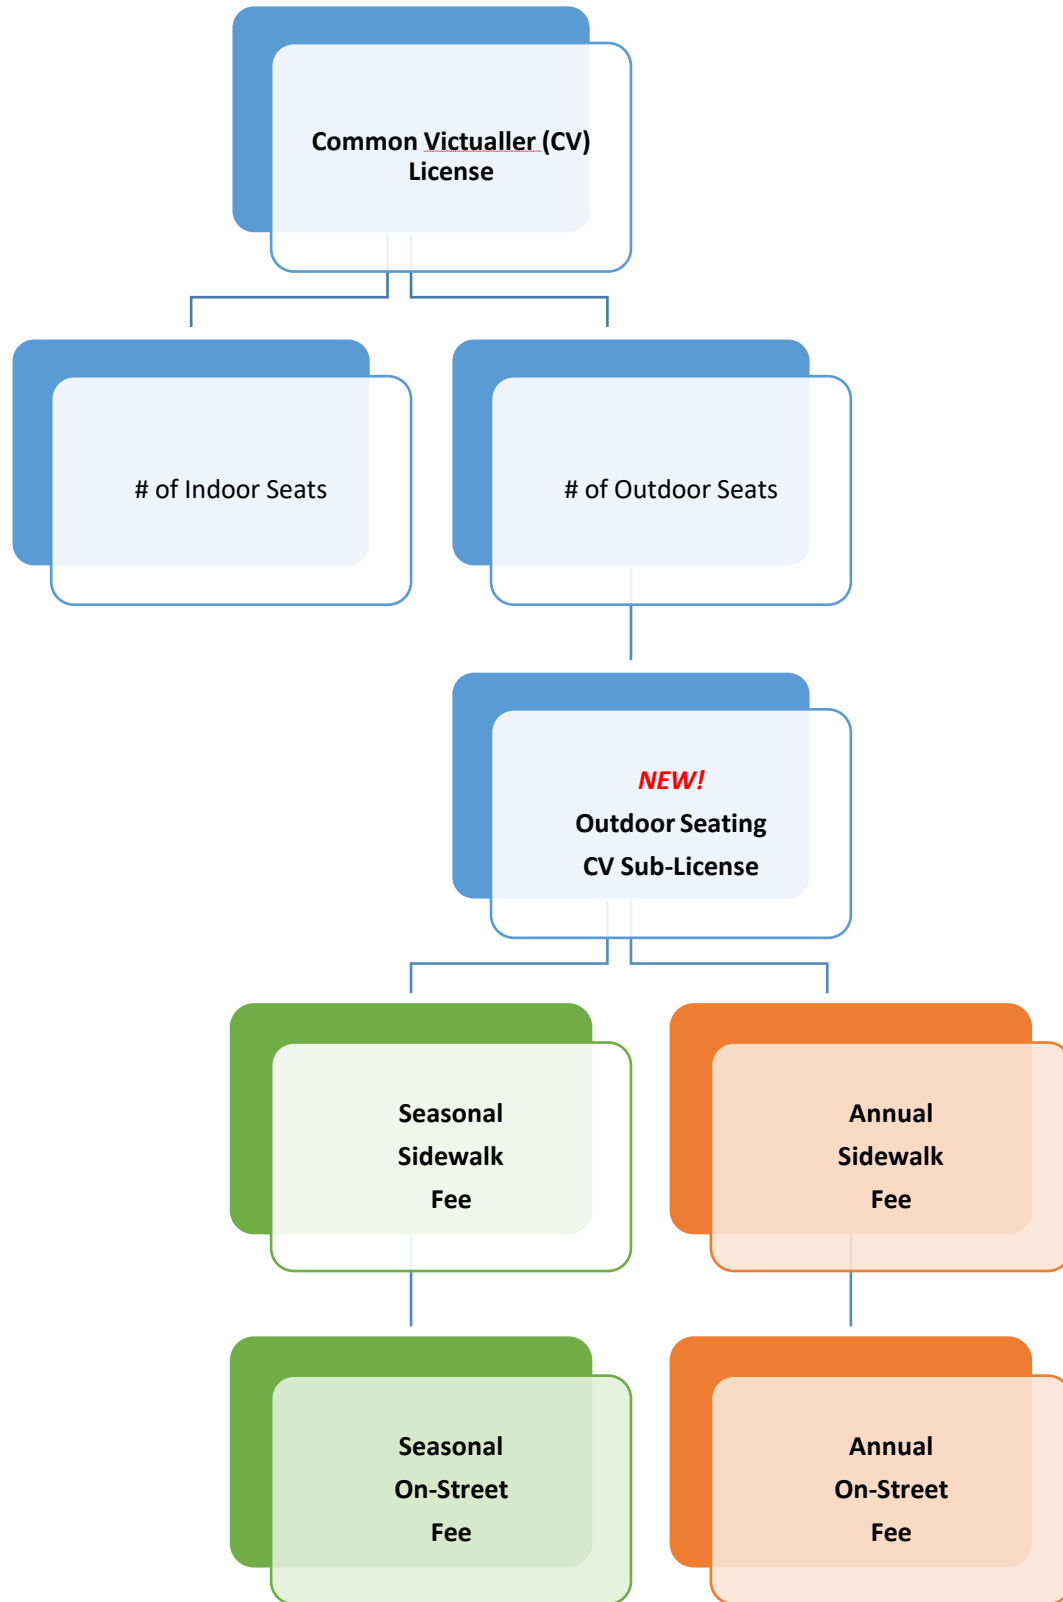 Common Victualler (CV)
License
# of Indoor Seats
# of Outdoor Seats
NEW!
Outdoor Seating
CV Sub-License
Seasonal
Sidewalk
Fee
Annual
Sidewalk
Fee
Seasonal
On-Street
Fee
Annual
On-Street
Fee